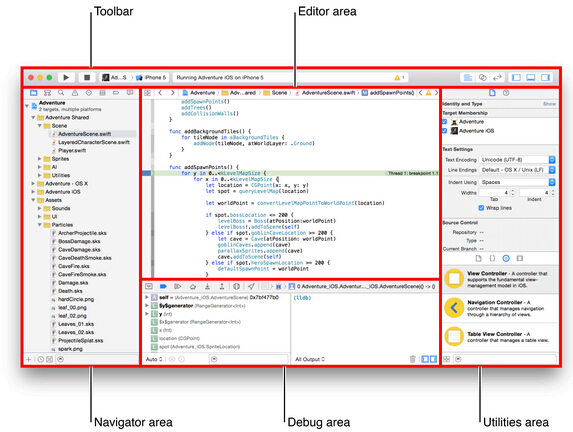 Toolbar
Editor area
Ad...S
iPhone 5
Running Adventure iOS on iPhone 5
1
Adventure
2 targets, multiple platforms
Adventure Shared
Scene
AdventureScene.swift
LayeredCharacterScene.swift
Player.swift
Sprites
AI
Utilities
Adventure - OS X
Adventure iOS
Assets
Sounds
UI
Particles
ArcherProjectile.sks
BossDamage.sks
CaveDamage.sks
CaveDeathSmoke.sks
CaveFire.sks
CaveFireSmoke.sks
Damage.sks
Death.sks
hardCircle.png
leaf_00.png
leaf_02.png
Leaves_01.sks
Leaves_02.sks
ProjectileSplat.sks
spark.png
Adventure
Adv...ared
Scene
AdventureScene.swift
M addSpawnPoints()
addSpawnPoints()
addTrees()
addCollisionWalls()
}
func addBackgroundTiles() {
for tileNode in sBackgroundTiles {
addNode(tileNode, atWorldLayer: .Ground)
}
}
func addSpawnPoints() {
for y in 0..<kLevelMapSize {
Thread 1: breakpoint 1.1
for x in 0..<kLevelMapSize {
let location = CGPoint(x: x, y: y)
let spot = queryLevelMap(location)
let worldPoint = convertLevelMapPointToWorldPoint(location)
if spot.bossLocation <= 200 {
levelBoss = Boss(atPosition:worldPoint)
levelBoss!.addToScene(self)
} else if spot.goblinCaveLocation >= 200 {
let cave = Cave(atPosition: worldPoint)
goblinCaves.append(cave)
parallaxSprites.append(cave)
cave.addToScene(self)
} else if spot.heroSpawnLocation >= 200 {
defaultSpawnPoint = worldPoint
}
0 Adventure_iOS.Adventur...iOS.AdventureScene) -> ()
self = (Adventure_iOS.AdventureScene) 0x7bf477b0
$y$generator (RangeGenerator<Int>)
y (Int)
$x$generator (RangeGenerator<Int>)
x (Int)
location (CGPoint)
spot (Adventure_iOS.SpriteLocation)
(lldb)
Auto
All Output
Identity and Type
Show
Target Membership
Adventure
Adventure iOS
Text Settings
Text Encoding Unicode (UTF-8)
Line Endings Default - OS X / Unix (LF)
Indent Using Spaces
Widths 4 4
Tab Indent
Wrap lines
Source Control
Repository --
Type --
Current Branch --
View Controller - A controller that supports the fundamental view-management model in iOS.
Navigation Controller - A controller that manages navigation through a hierarchy of views.
Table View Controller - A controller that manages a table view.
Navigator area
Debug area
Utilities area